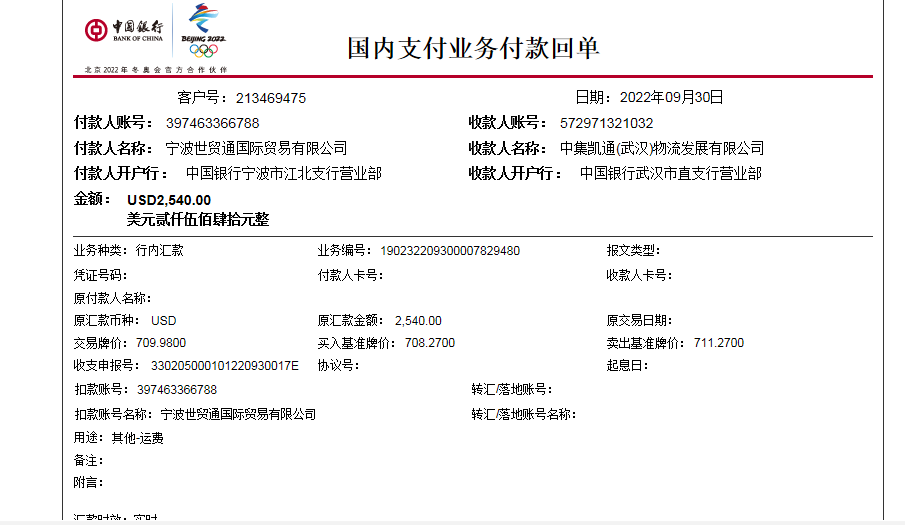 中国银行
BANK OF CHINA
BEIJING 2022
北京2022年冬奥会官方合作伙伴
国内支付业务付款回单
客户号：213469475 日期：2022年09月30日
付款人账号：397463366788 收款人账号：572971321032
付款人名称：宁波世贸通国际贸易有限公司 收款人名称：中集凯通(武汉)物流发展有限公司
付款人开户行：中国银行宁波市江北支行营业部 收款人开户行：中国银行武汉市直支行营业部
金额：USD2,540.00
美元贰仟伍佰肆拾元整
业务种类：行内汇款 业务编号：190232209300007829480 报文类型：
凭证号码： 付款人卡号： 收款人卡号：
原付款人名称：
原汇款币种：USD 原汇款金额：2,540.00 原交易日期：
交易牌价：709.9800 买入基准牌价：708.2700 卖出基准牌价：711.2700
收支申报号：330205000101220930017E 协议号： 起息日：
扣款账号：397463366788 转汇/落地账号：
扣款账号名称：宁波世贸通国际贸易有限公司 转汇/落地账号名称：
用途：其他-运费
备注：
附言：
汇款时效：实时